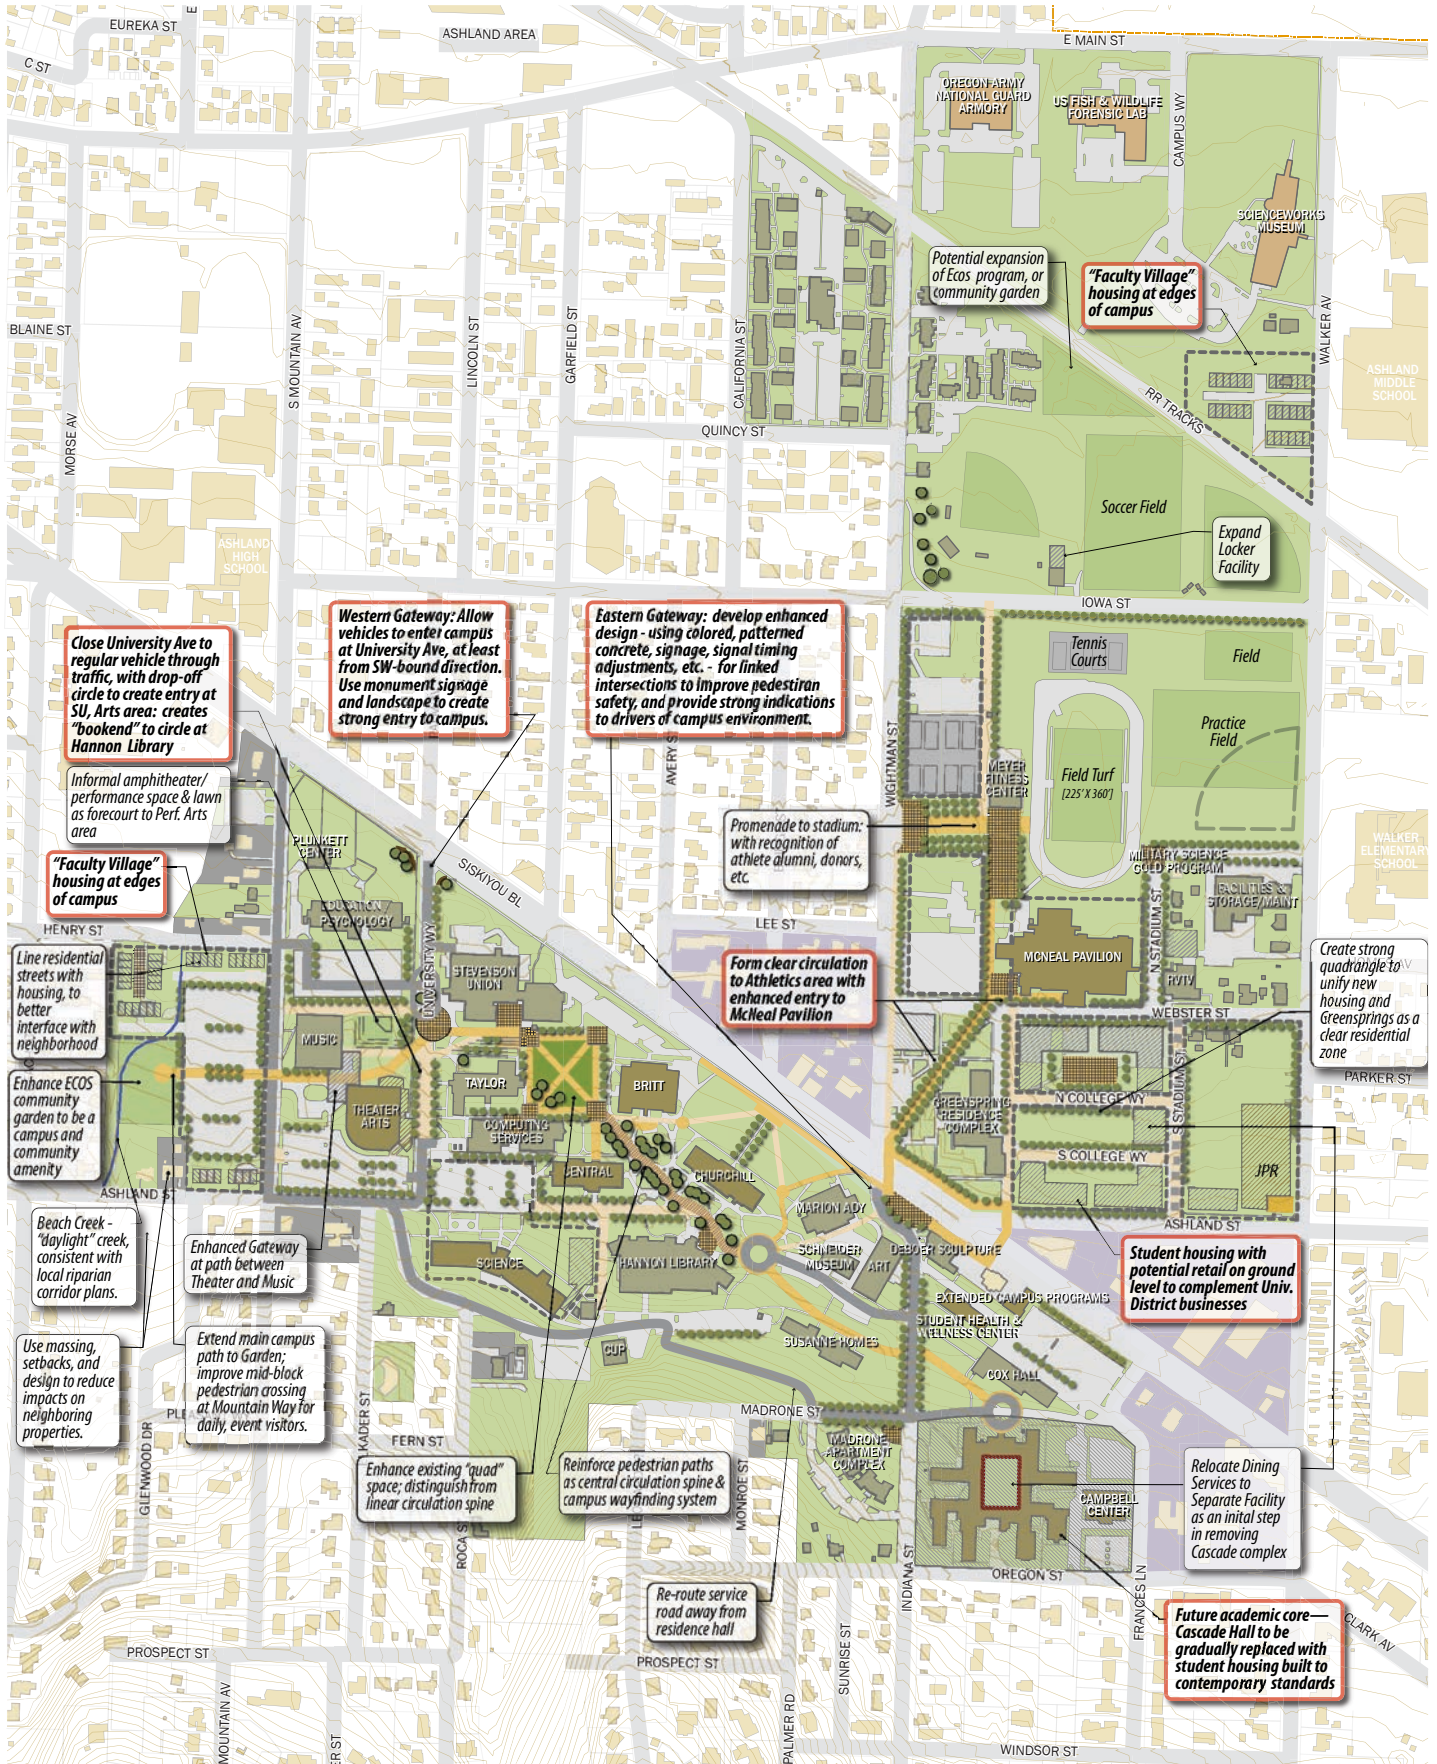 EUREKA ST
E
C ST
ASHLAND AREA
E MAIN ST
OREGON ARMY
NATIONAL GUARD
ARMORY
US FISH & WILDLIFE
FORENSIC LAB
CAMPUS WY
SCIENCEWORKS
MUSEUM
Potential expansion
of Ecos program, or
community garden
"Faculty Village"
housing at edges
of campus
BLAINE ST
S MOUNTAIN AV
LINCOLN ST
GARFIELD ST
CALIFORNIA ST
WALKER AV
ASHLAND
MIDDLE
SCHOOL
RR TRACKS
MORSE AV
QUINCY ST
Soccer Field
Expand
Locker
Facility
ASHLAND
HIGH
SCHOOL
IOWA ST
Close University Ave to
regular vehicle through
traffic, with drop-off
circle to create entry at
SU, Arts area: creates
"bookend" to circle at
Hannon Library
Western Gateway: Allow
vehicles to enter campus
at University Ave, at least
from SW-bound direction.
Use monument signage
and landscape to create
strong entry to campus.
Eastern Gateway: develop enhanced
design - using colored, patterned
concrete, signage, signal timing
adjustments, etc. - for linked
intersections to improve pedestiran
safety, and provide strong indications
to drivers of campus environment.
Tennis
Courts
Field
Practice
Field
AVERY ST
WIGHTMAN ST
MEYER
FITNESS
CENTER
Field Turf
[225' X 360']
Informal amphitheater/
performance space & lawn
as forecourt to Perf. Arts
area
PLUNKETT
CENTER
SISKIYOU BL
Promenade to stadium:
with recognition of
athlete alumni, donors,
etc.
WALKER
ELEMENTARY
SCHOOL
MILITARY SCIENCE
GOLD PROGRAM
"Faculty Village"
housing at edges
of campus
EDUCATION
PSYCHOLOGY
FACILITIES &
STORAGE/MAINT
HENRY ST
LEE ST
UNIVERSITY WY
N STADIUM ST
Line residential
streets with
housing, to
better
interface with
neighborhood
STEVENSON
UNION
Form clear circulation
to Athletics area with
enhanced entry to
McNeal Pavilion
MCNEAL PAVILION
RVTV
Create strong
quadrangle to
unify new
housing and
Greensprings as a
clear residential
zone
AV
WEBSTER ST
MUSIC
TAYLOR
BRITT
PARKER ST
Enhance ECOS
community
garden to be a
campus and
community
amenity
THEATER
ARTS
COMPUTING
SERVICES
GREENSPRING
RESIDENCE
COMPLEX
N COLLEGE WY
S STADIUM ST
S COLLEGE WY
JPR
CENTRAL
CHURCHILL
ASHLAND ST
MARION ADY
ASHLAND ST
Beach Creek -
"daylight" creek,
consistent with
local riparian
corridor plans.
Enhanced Gateway
at path between
Theater and Music
SCIENCE
HANNON LIBRARY
SCHNEIDER
MUSEUM
ART
DEBOER SCULPTURE
Student housing with
potential retail on ground
level to complement Univ.
District businesses
EXTENDED CAMPUS PROGRAMS
STUDENT HEALTH &
WELLNESS CENTER
Use massing,
setbacks, and
design to reduce
impacts on
neighboring
properties.
Extend main campus
path to Garden;
improve mid-block
pedestrian crossing
at Mountain Way for
daily, event visitors.
CUP
SUSANNE HOMES
COX HALL
MADRONE ST
GLENWOOD DR
FERN ST
MADRONE
APARTMENT
COMPLEX
Enhance existing "quad"
space; distinguish from
linear circulation spine
Reinforce pedestrian paths
as central circulation spine &
campus wayfinding system
MONROE ST
CAMPBELL
CENTER
Relocate Dining
Services to
Separate Facility
as an inital step
in removing
Cascade complex
ROCA ST
INDIANA ST
OREGON ST
FRANCES LN
Re-route service
road away from
residence hall
Future academic core—
Cascade Hall to be
gradually replaced with
student housing built to
contemporary standards
CLARK AV
PROSPECT ST
PROSPECT ST
SUNRISE ST
PALMER RD
MOUNTAIN AV
WINDSOR ST